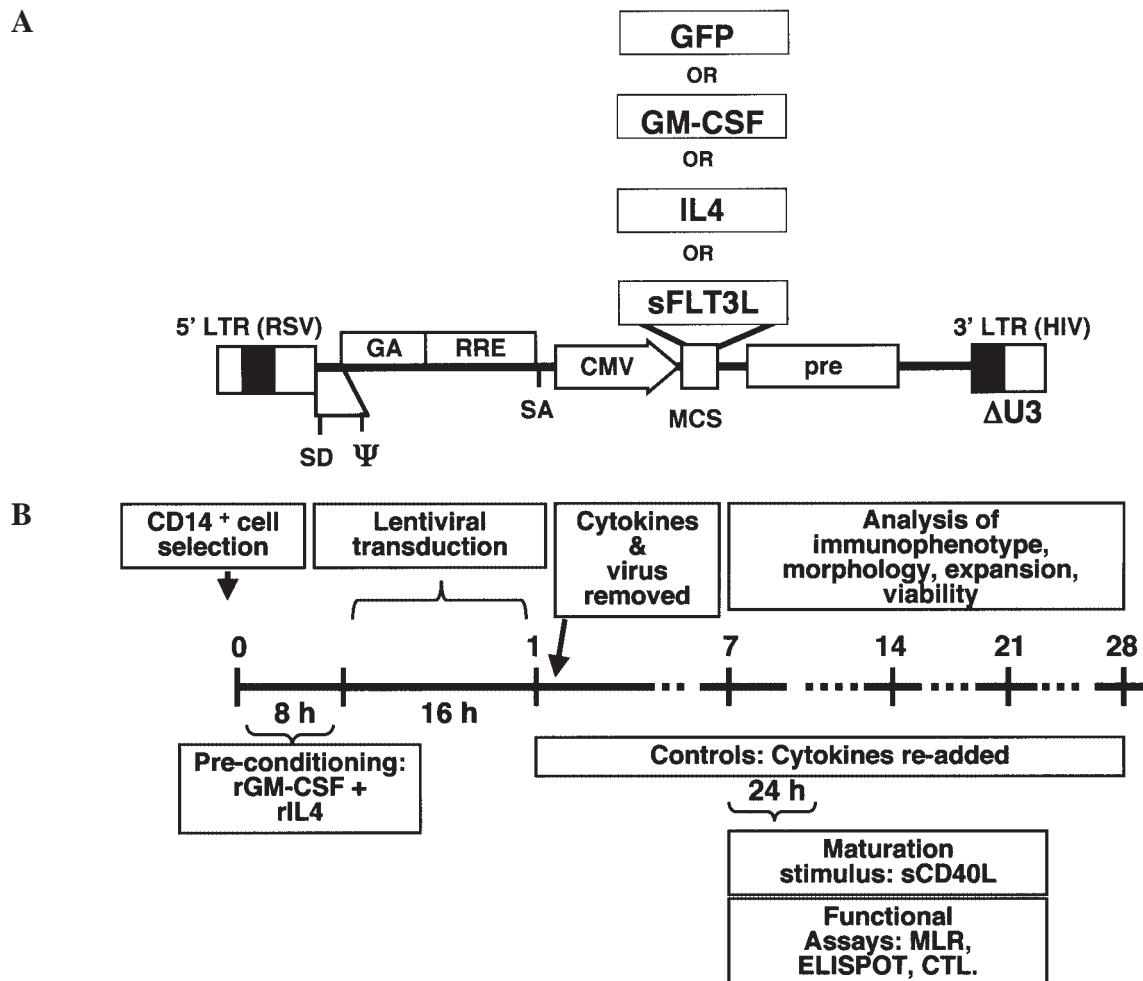 A
GFP
OR
GM-CSF
OR
IL4
OR
sFLT3L
5' LTR (RSV)
3' LTR (HIV)
GA
RRE
CMV
pre
SA
MCS
ΔU3
SD
Ψ
B
CD14 + cell
selection
Lentiviral
transduction
Cytokines
&
virus
removed
Analysis of
immunophenotype,
morphology, expansion,
viability
0
1
7
14
21
28
8 h
16 h
Pre-conditioning:
rGM-CSF +
rIL4
Controls: Cytokines re-added
24 h
Maturation
stimulus: sCD40L
Functional
Assays: MLR,
ELISPOT, CTL.